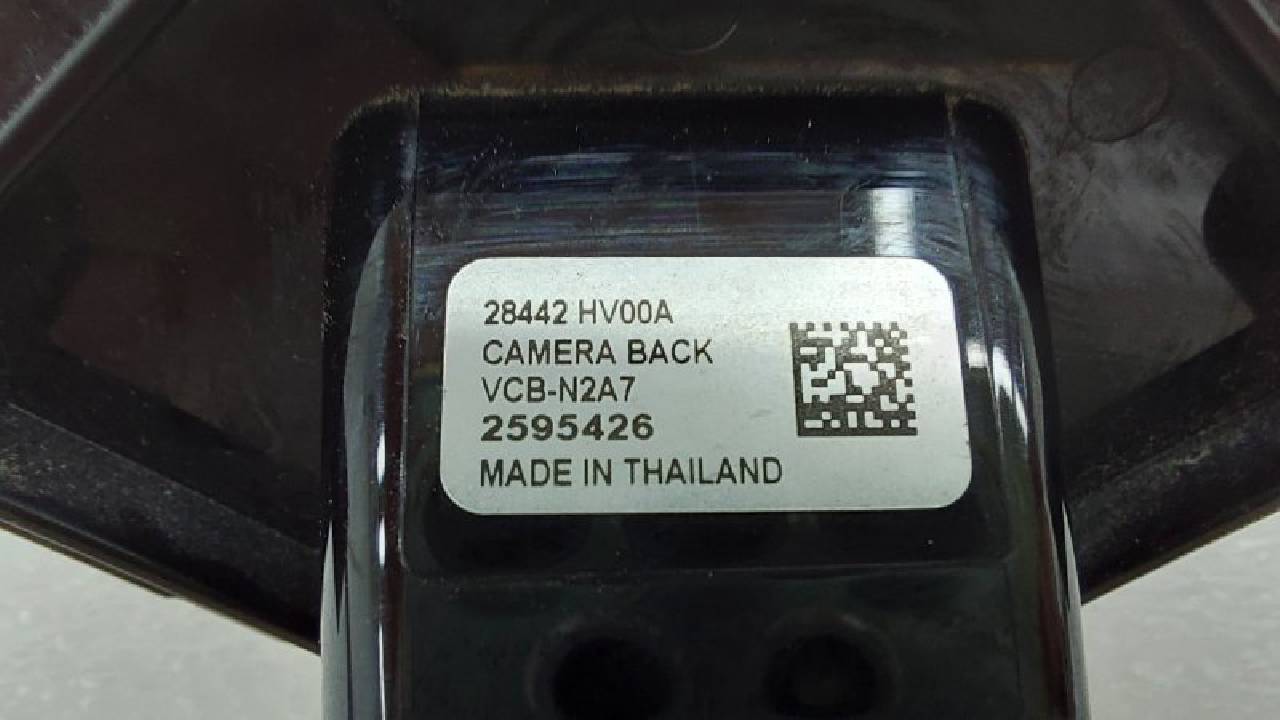 28442 HV00A
CAMERA BACK
VCB-N2A7
2595426
MADE IN THAILAND